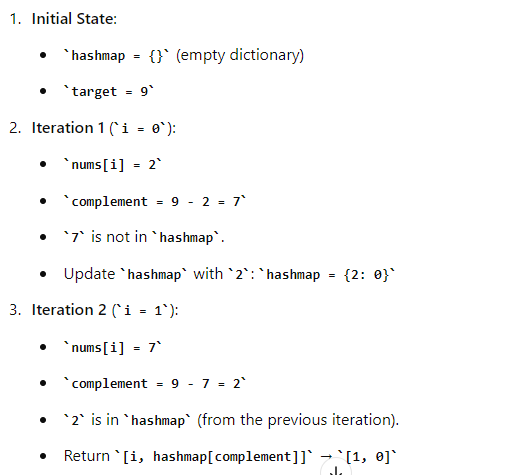 1. Initial State:
• `hashmap = {}` (empty dictionary)
• `target = 9`
2. Iteration 1 (`i = 0`):
• `nums[i] = 2`
• `complement = 9 - 2 = 7`
• `7` is not in `hashmap`.
• Update `hashmap` with `2`: `hashmap = {2: 0}`
3. Iteration 2 (`i = 1`):
• `nums[i] = 7`
• `complement = 9 - 7 = 2`
• `2` is in `hashmap` (from the previous iteration).
• Return `[i, hashmap[complement]]` → `[1, 0]`